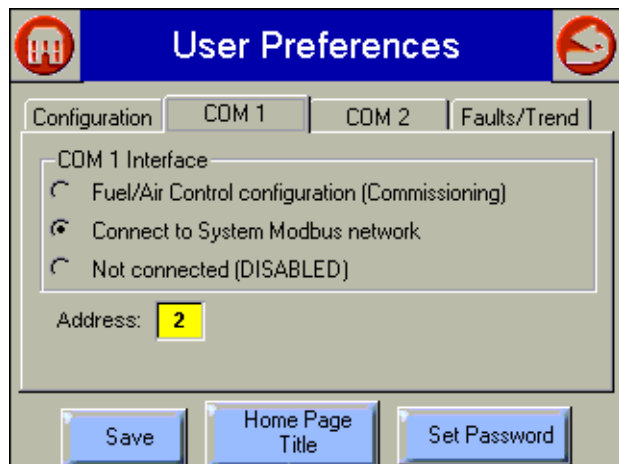 User Preferences
Configuration COM 1 COM 2 Faults/Trend
COM 1 Interface
Fuel/Air Control configuration (Commissioning)
Connect to System Modbus network
Not connected (DISABLED)
Address: 2
Save
Home Page
Title
Set Password